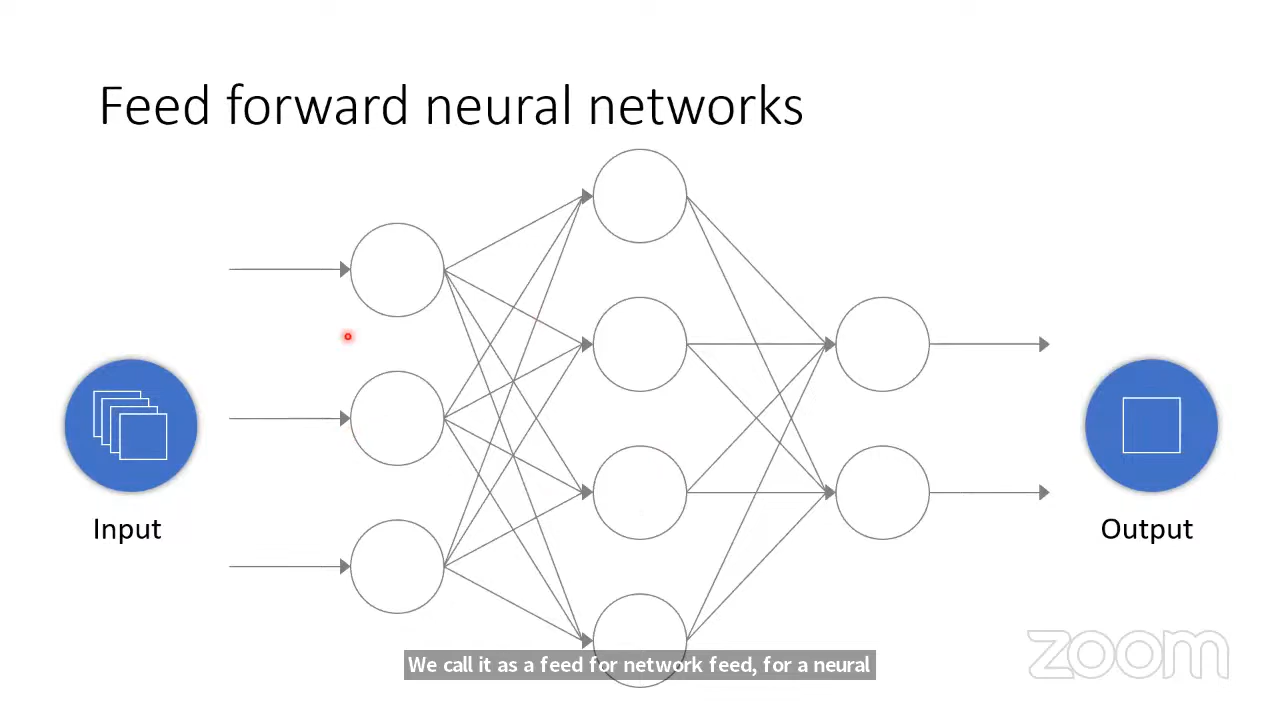 Feed forward neural networks
Input
Output
We call it as a feed for network feed, for a neural
zoom